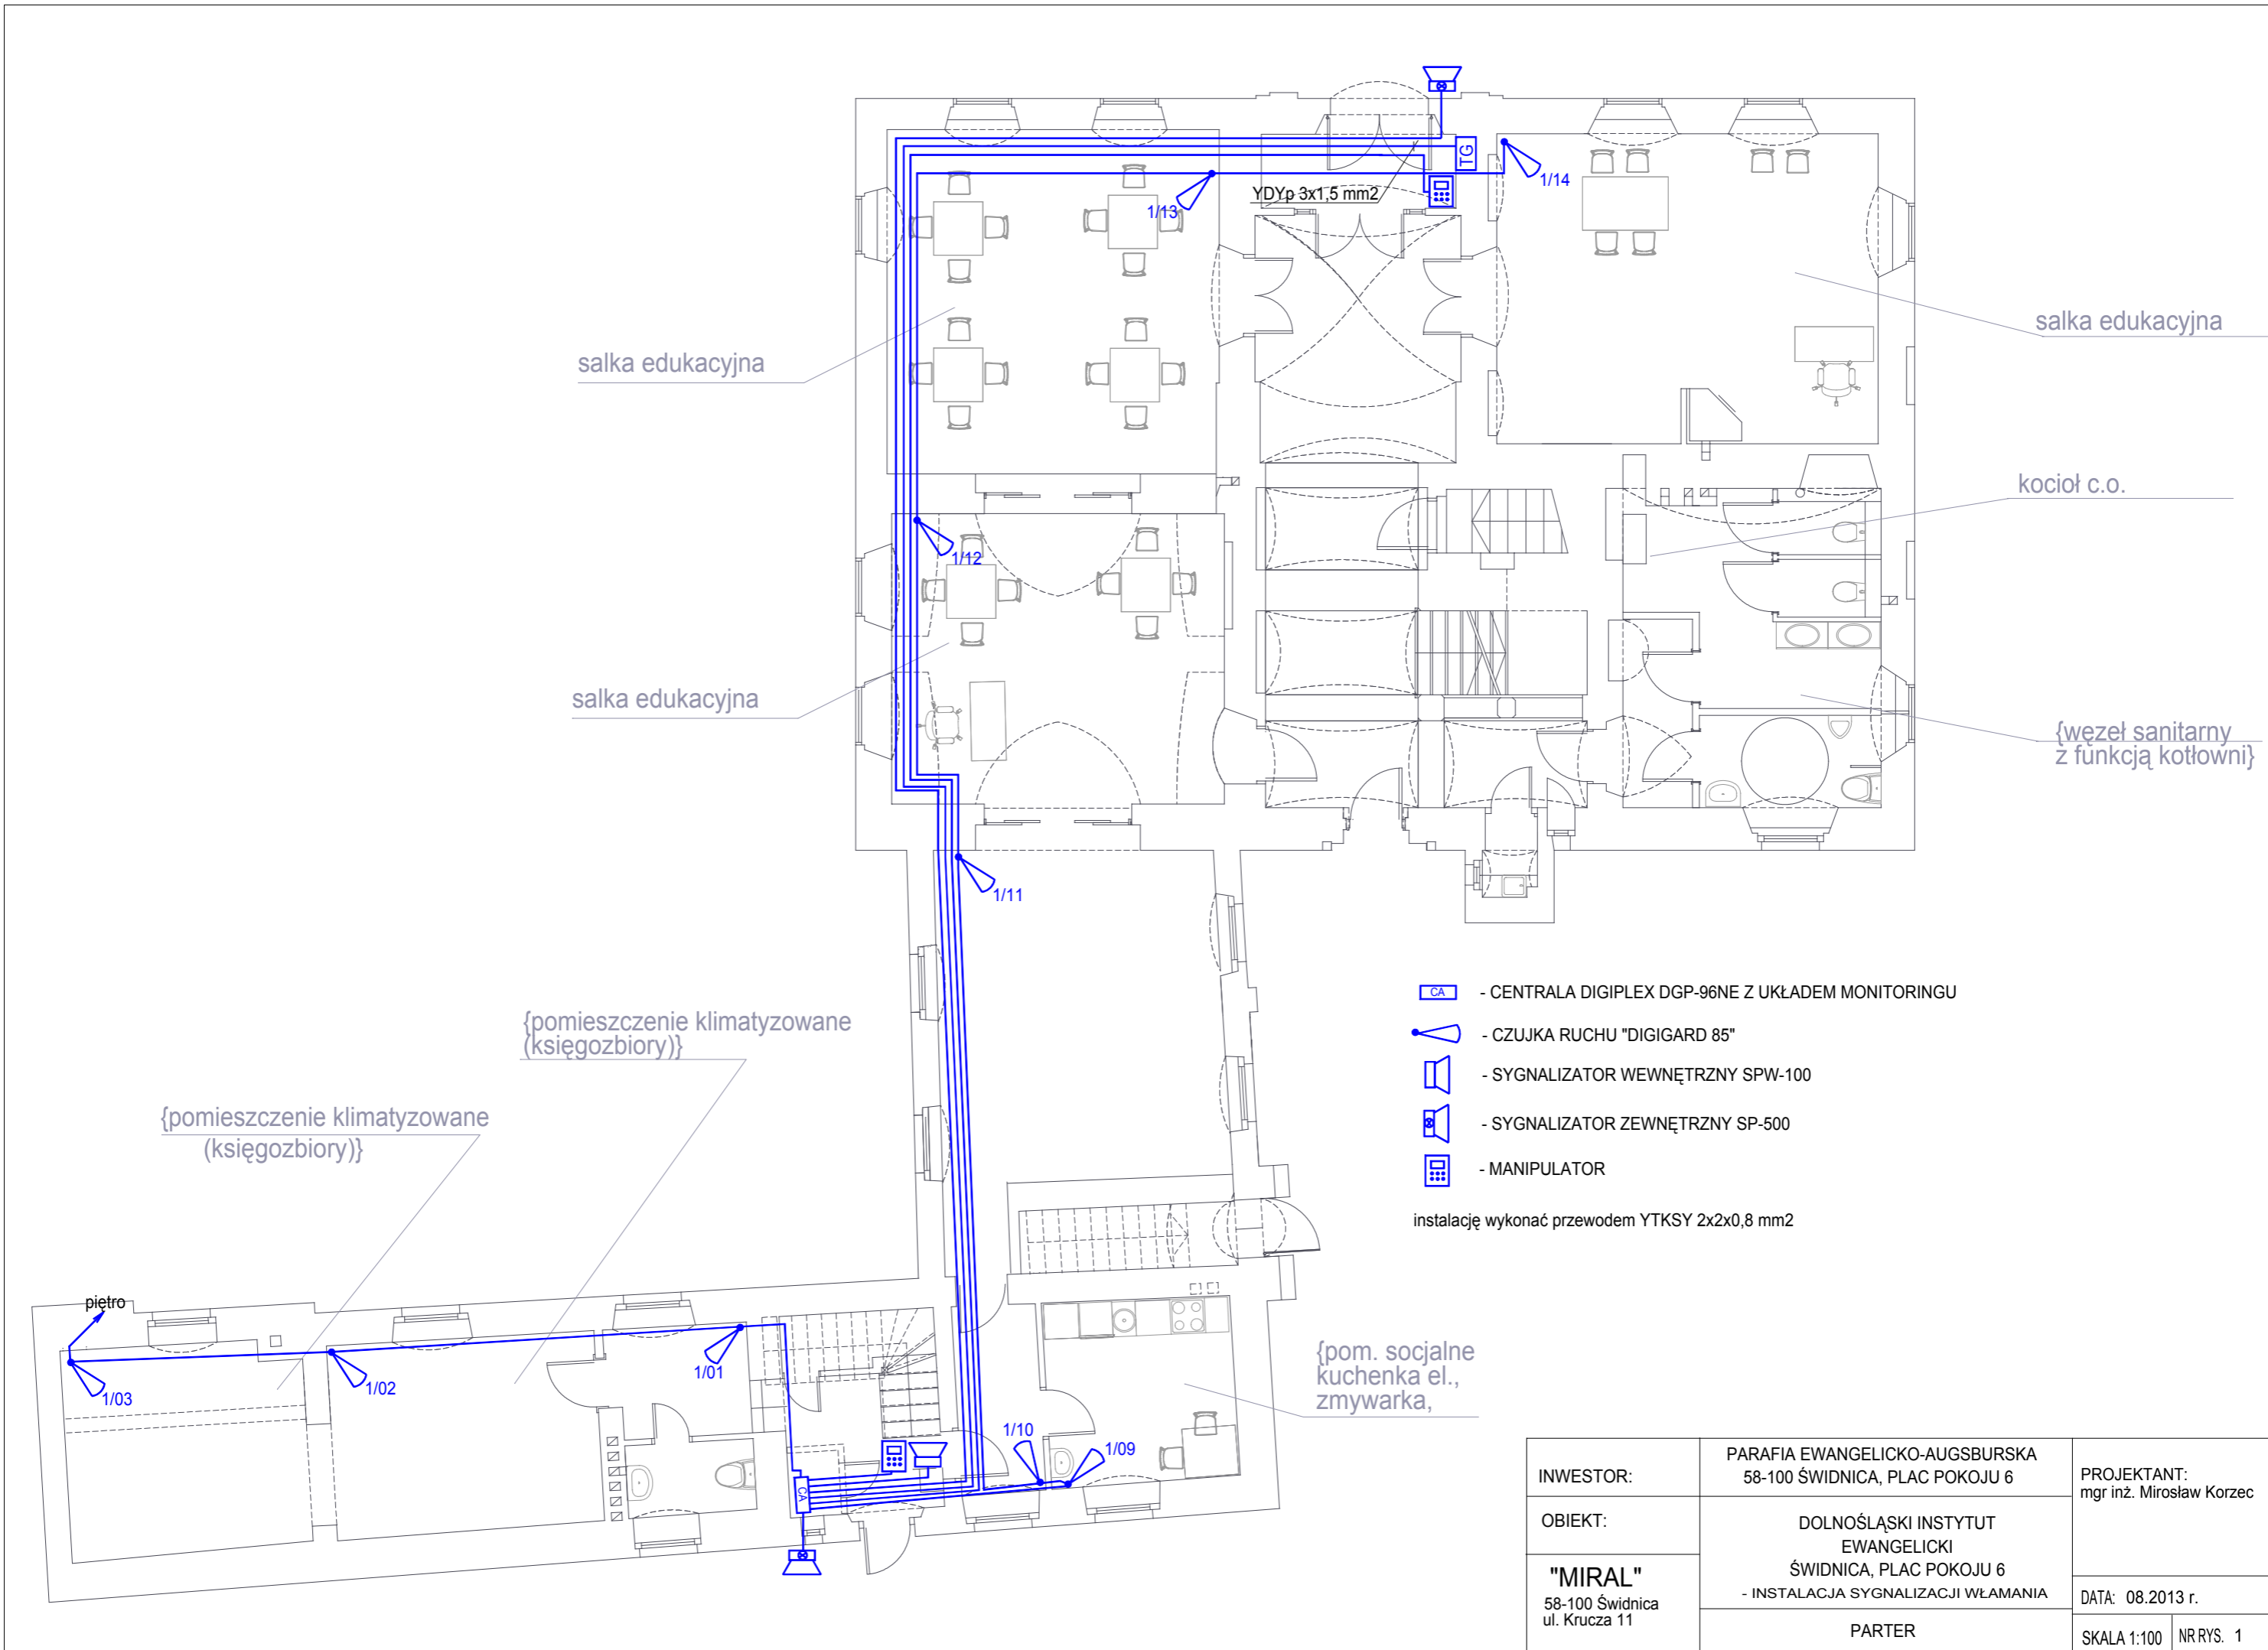 TG
YDYp 3x1,5 mm2
1/13
1/14
salka edukacyjna
salka edukacyjna
kocioł c.o.
1/12
salka edukacyjna
{węzeł sanitarny
z funkcją kotłowni}
1/11
CA - CENTRALA DIGIPLEX DGP-96NE Z UKŁADEM MONITORINGU
- CZUJKA RUCHU "DIGIGARD 85"
- SYGNALIZATOR WEWNĘTRZNY SPW-100
- SYGNALIZATOR ZEWNĘTRZNY SP-500
- MANIPULATOR
instalację wykonać przewodem YTKSY 2x2x0,8 mm2
{pomieszczenie klimatyzowane
(księgozbiory)}
{pomieszczenie klimatyzowane
(księgozbiory)}
piętro
1/03
1/02
1/01
1/10
1/09
CA
{pom. socjalne
kuchenka el.,
zmywarka,
INWESTOR:
PARAFIA EWANGELICKO-AUGSBURSKA
58-100 ŚWIDNICA, PLAC POKOJU 6
PROJEKTANT:
mgr inż. Mirosław Korzec
OBIEKT:
DOLNOŚLĄSKI INSTYTUT
EWANGELICKI
ŚWIDNICA, PLAC POKOJU 6
- INSTALACJA SYGNALIZACJI WŁAMANIA
"MIRAL"
58-100 Świdnica
ul. Krucza 11
PARTER
DATA: 08.2013 r.
SKALA 1:100
NR RYS. 1